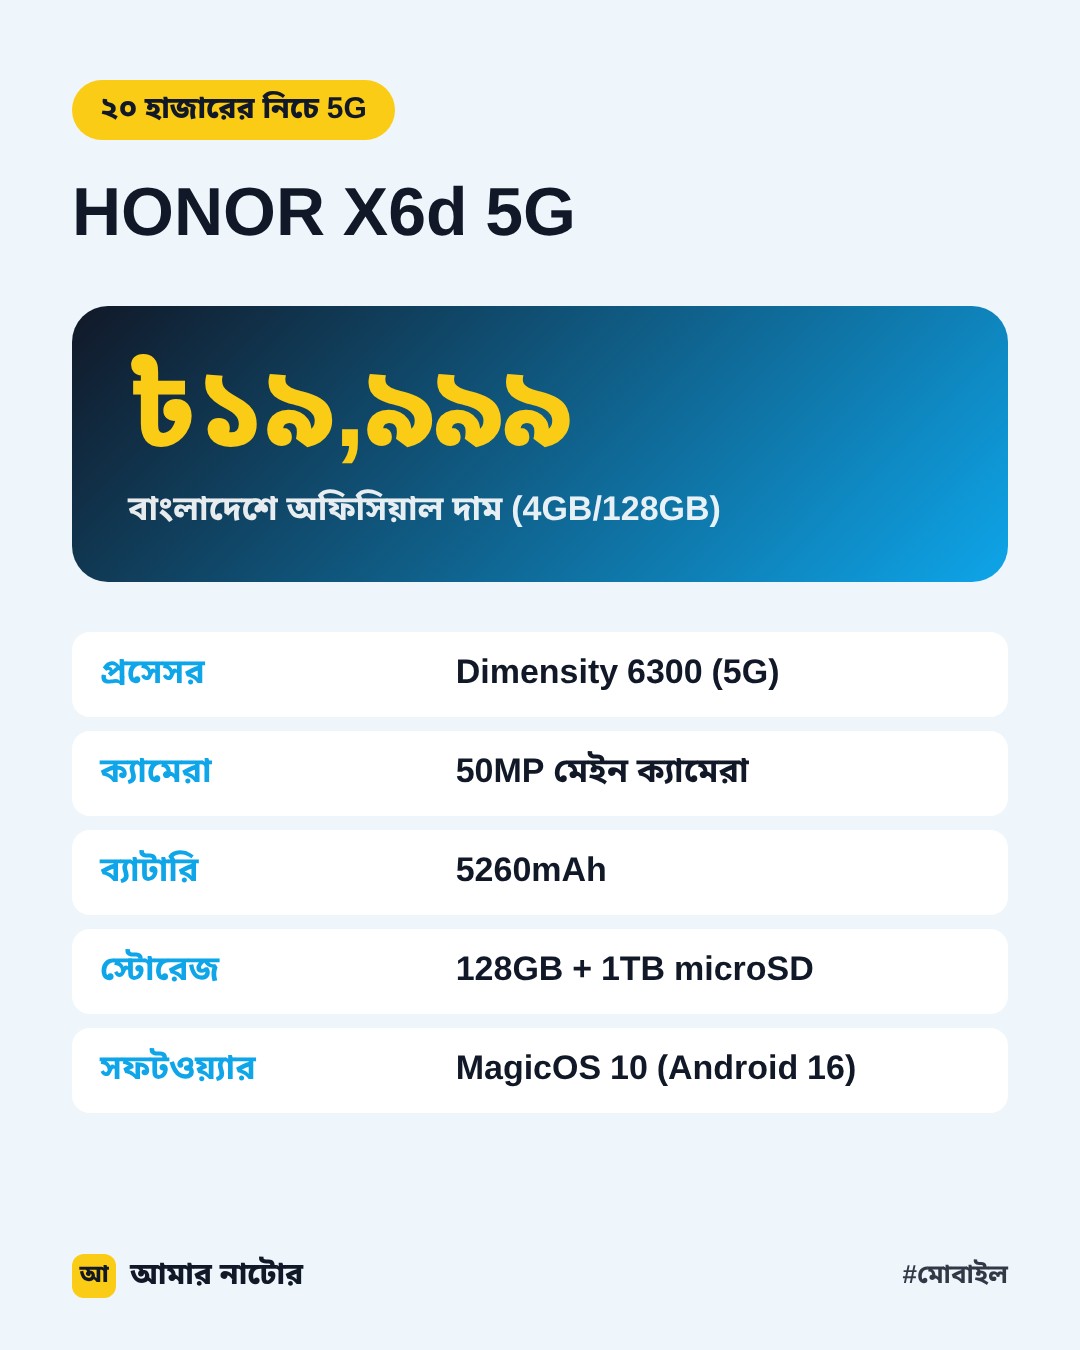 ২০ হাজারের নিচে 5G
HONOR X6d 5G
৳১৯,৯৯৯
বাংলাদেশে অফিসিয়াল দাম (4GB/128GB)
প্রসেসর Dimensity 6300 (5G)
ক্যামেরা 50MP মেইন ক্যামেরা
ব্যাটারি 5260mAh
স্টোরেজ 128GB + 1TB microSD
সফটওয়্যার MagicOS 10 (Android 16)
আ আমার নাটোর #মোবাইল